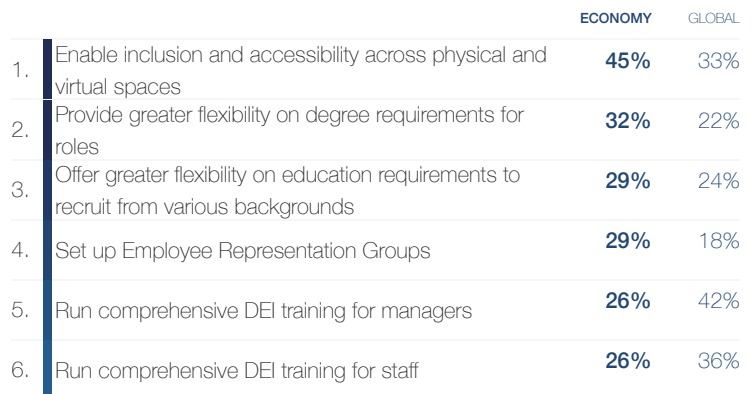 ECONOMY GLOBAL
1. Enable inclusion and accessibility across physical and
virtual spaces 45% 33%
2. Provide greater flexibility on degree requirements for
roles 32% 22%
3. Offer greater flexibility on education requirements to
recruit from various backgrounds 29% 24%
4. Set up Employee Representation Groups 29% 18%
5. Run comprehensive DEI training for managers 26% 42%
6. Run comprehensive DEI training for staff 26% 36%